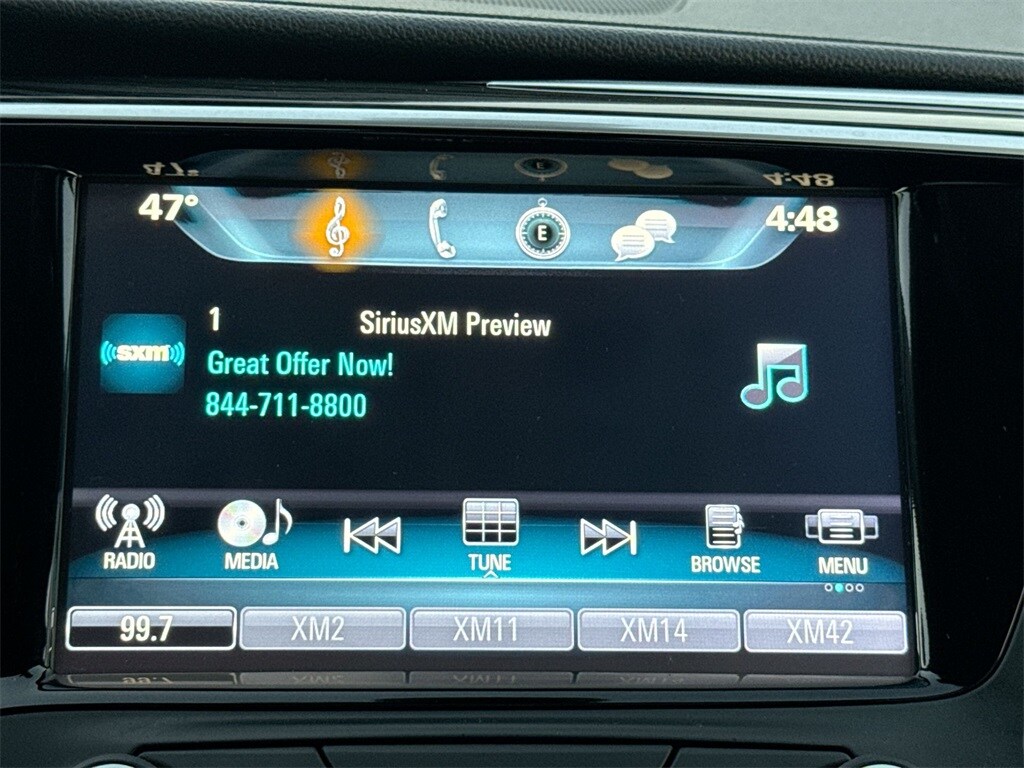 47° 4:48
E
1 SiriusXM Preview
((sxm))
Great Offer Now!
844-711-8800
RADIO MEDIA TUNE BROWSE MENU
99.7 XM2 XM11 XM14 XM42